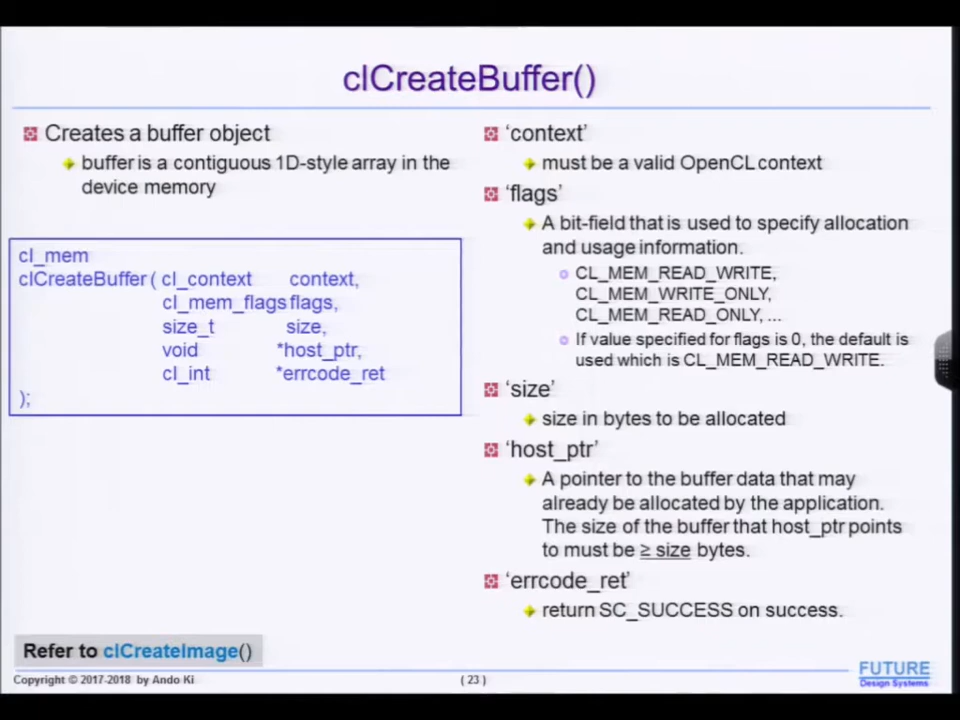 clCreateBuffer()
Creates a buffer object
buffer is a contiguous 1D-style array in the
device memory
cl_mem
clCreateBuffer ( cl_context context,
cl_mem_flags flags,
size_t size,
void *host_ptr,
cl_int *errcode_ret
);
Refer to clCreateImage()
'context'
must be a valid OpenCL context
'flags'
A bit-field that is used to specify allocation
and usage information.
CL_MEM_READ_WRITE,
CL_MEM_WRITE_ONLY,
CL_MEM_READ_ONLY, ...
If value specified for flags is 0, the default is
used which is CL_MEM_READ_WRITE.
'size'
size in bytes to be allocated
'host_ptr'
A pointer to the buffer data that may
already be allocated by the application.
The size of the buffer that host_ptr points
to must be ≥ size bytes.
'errcode_ret'
return SC_SUCCESS on success.
Copyright © 2017-2018 by Ando Ki
( 23 )
FUTURE
Design Systems